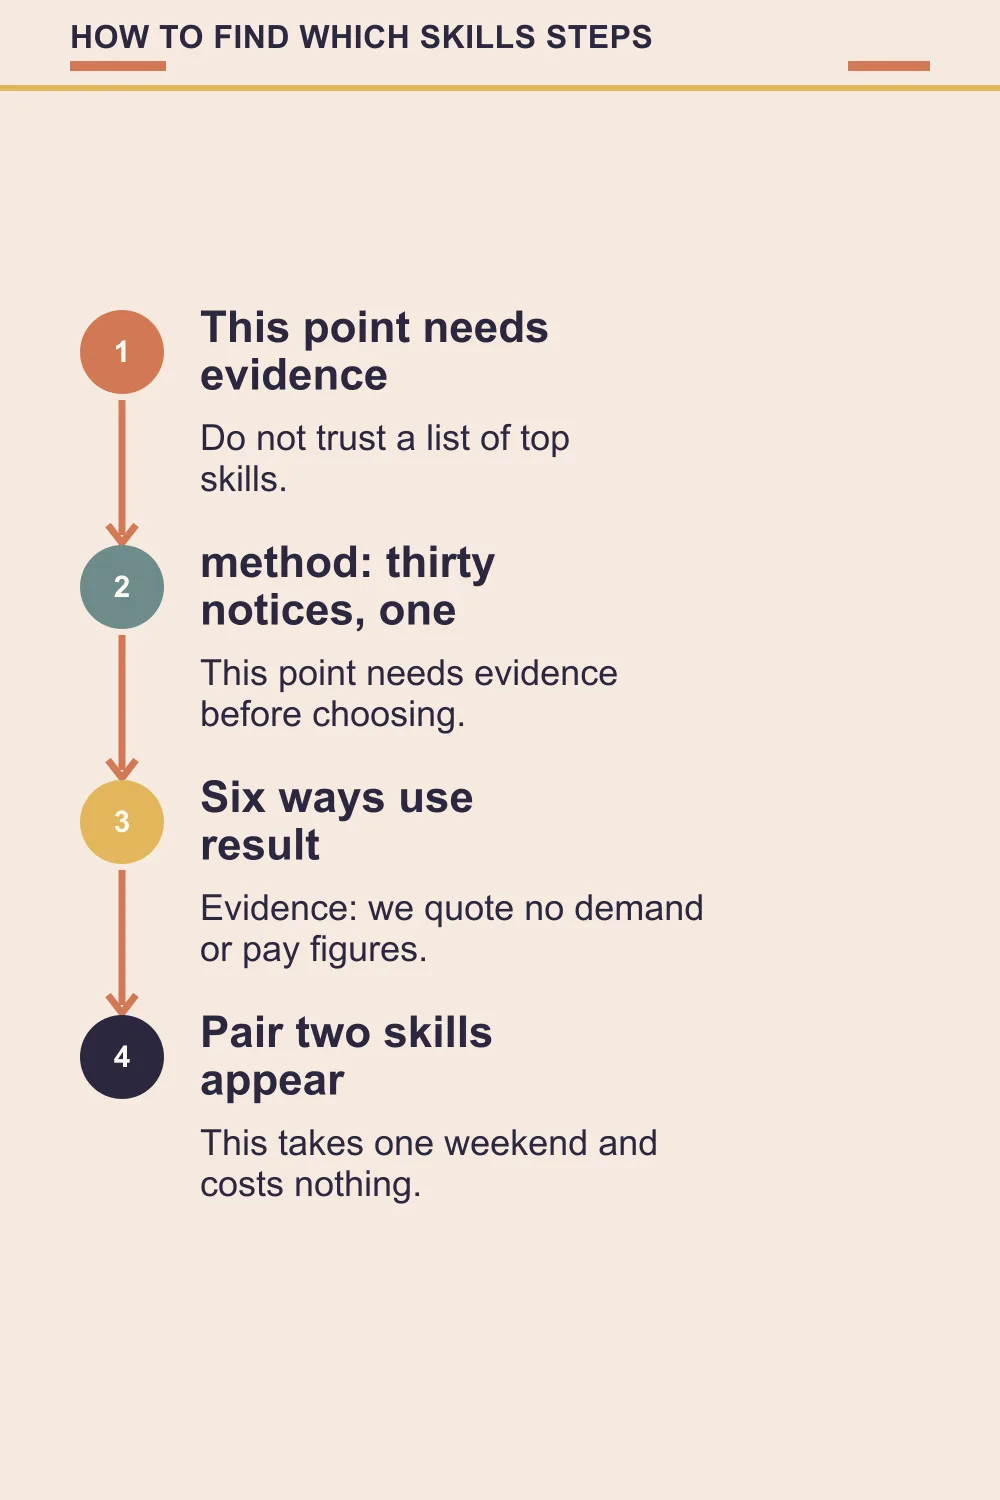 HOW TO FIND WHICH SKILLS STEPS
1
This point needs
evidence
Do not trust a list of top
skills.
2
method: thirty
notices, one
This point needs evidence
before choosing.
3
Six ways use
result
Evidence: we quote no demand
or pay figures.
4
Pair two skills
appear
This takes one weekend and
costs nothing.